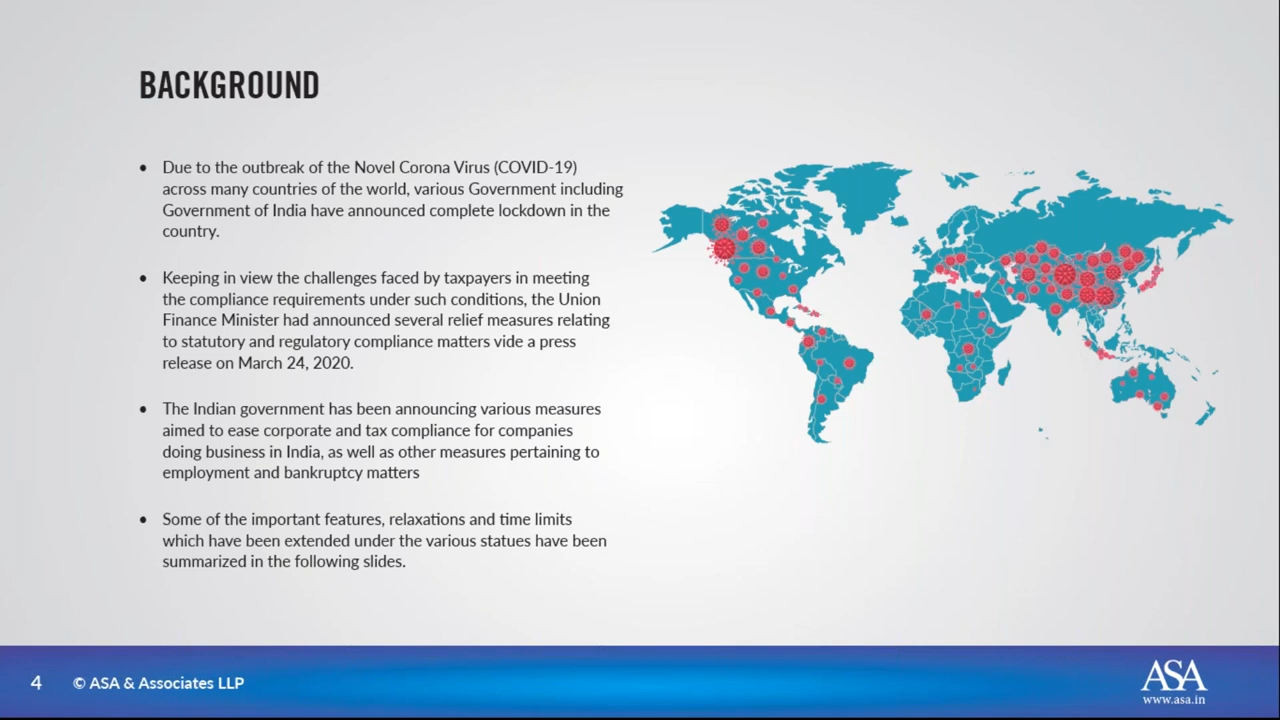 BACKGROUND
• Due to the outbreak of the Novel Corona Virus (COVID-19)
across many countries of the world, various Government including
Government of India have announced complete lockdown in the
country.
• Keeping in view the challenges faced by taxpayers in meeting
the compliance requirements under such conditions, the Union
Finance Minister had announced several relief measures relating
to statutory and regulatory compliance matters vide a press
release on March 24, 2020.
• The Indian government has been announcing various measures
aimed to ease corporate and tax compliance for companies
doing business in India, as well as other measures pertaining to
employment and bankruptcy matters
• Some of the important features, relaxations and time limits
which have been extended under the various statues have been
summarized in the following slides.
4 © ASA & Associates LLP
ASA
www.asa.in